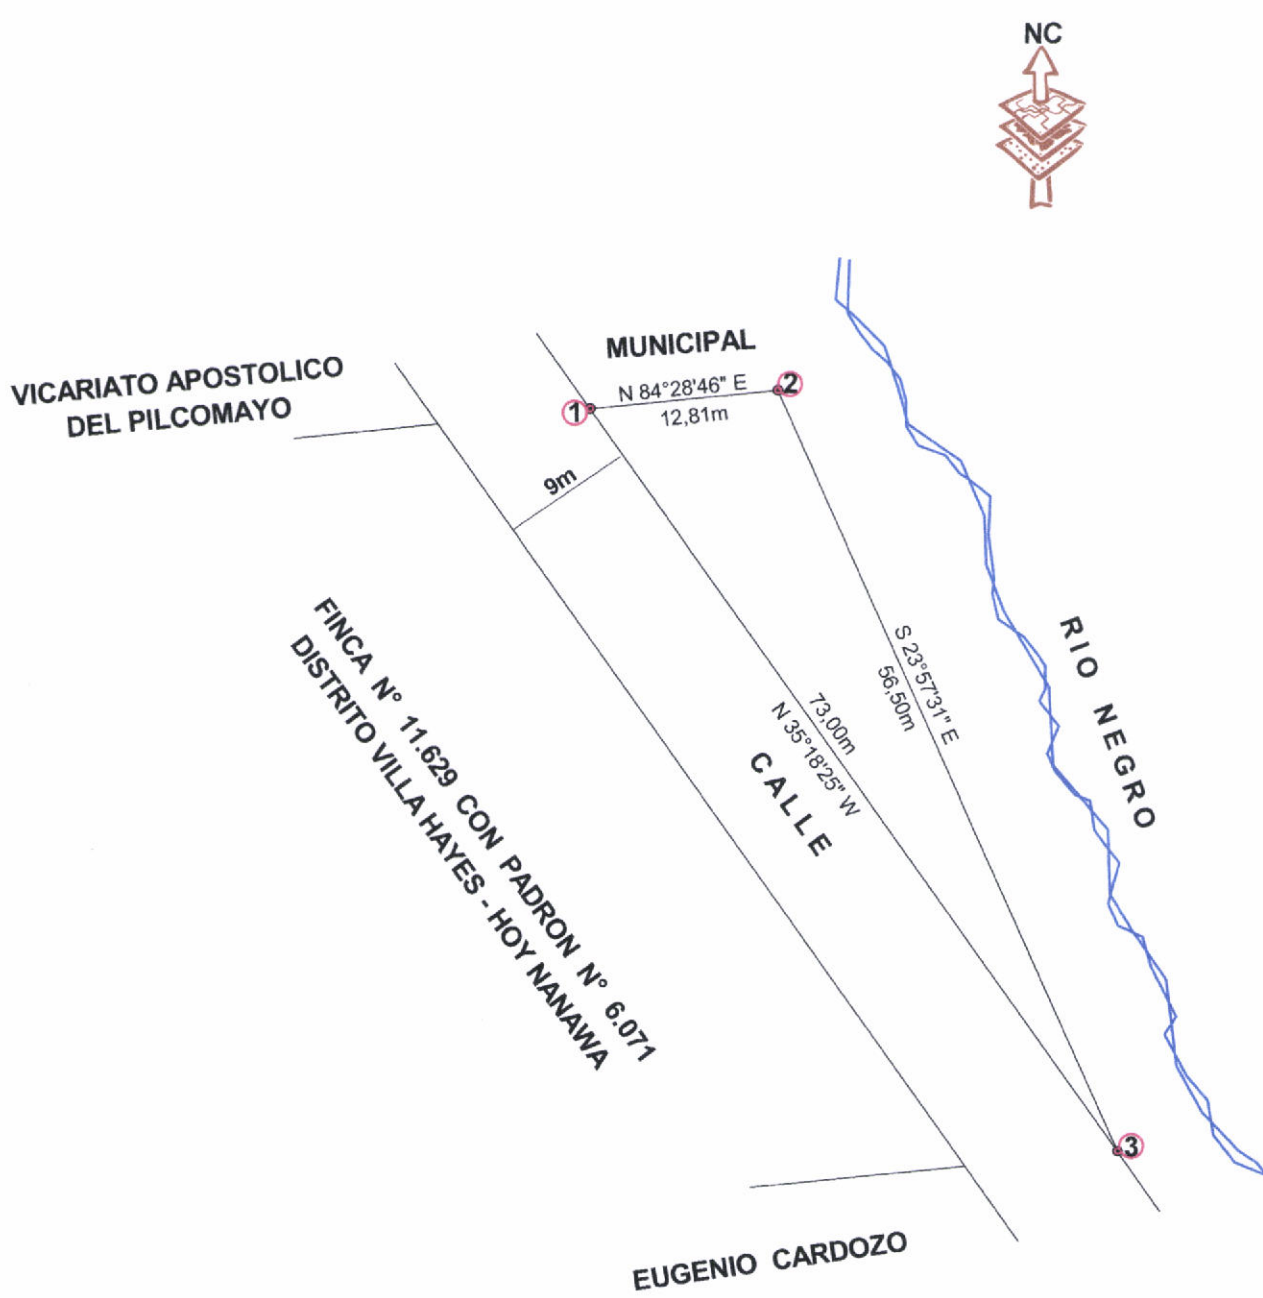 NC
MUNICIPAL
VICARIATO APOSTOLICO
DEL PILCOMAYO
N 84°28'46" E
12,81m
1
2
9m
FINCA N° 11.629 CON PADRON N° 6.071
DISTRITO VILLA HAYES - HOY NANAWA
S 23°57'31" E
56,50m
73,00m
N 35°18'25" W
CALLE
RIO NEGRO
3
EUGENIO CARDOZO